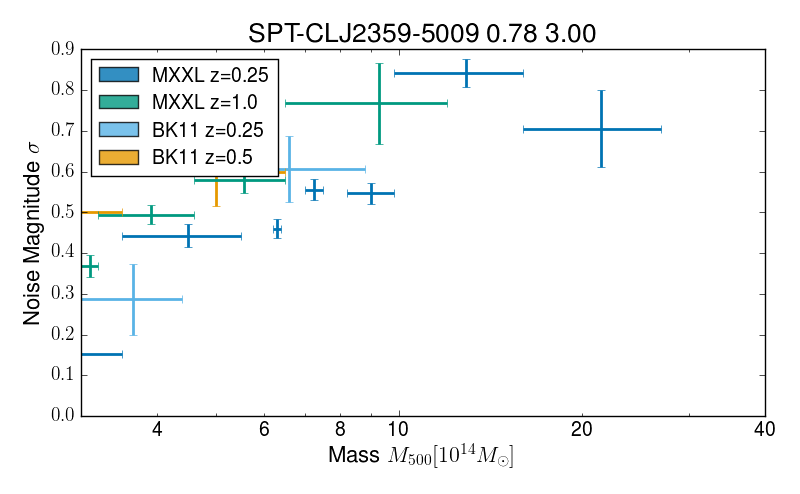 SPT-CLJ2359-5009 0.78 3.00
0.9
0.8
0.7
0.6
0.5
0.4
0.3
0.2
0.1
0.0
Noise Magnitude σ
MXXL z=0.25
MXXL z=1.0
BK11 z=0.25
BK11 z=0.5
4 6 8 10 20 40
Mass M₅₀₀[10¹⁴M☉]